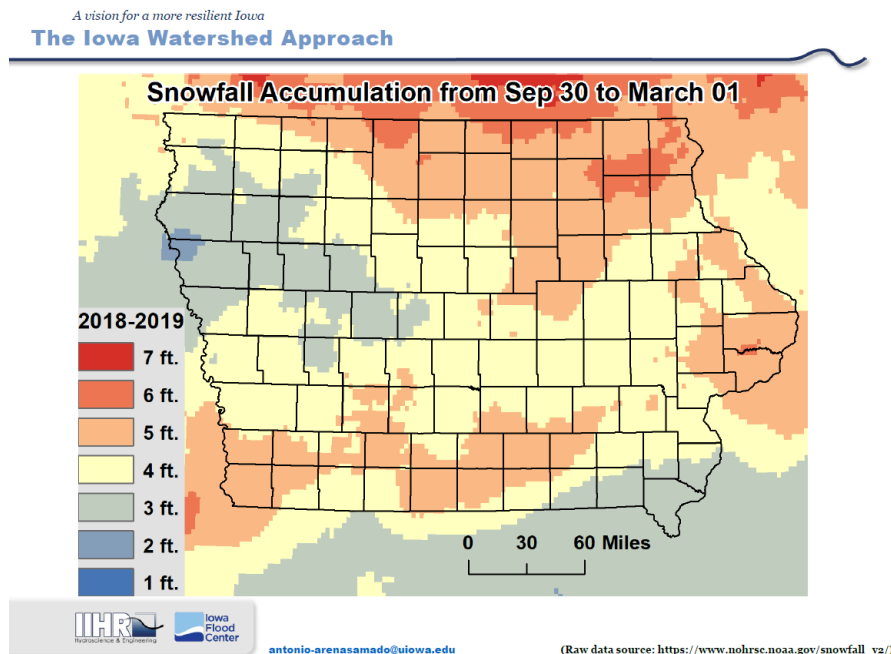 A vision for a more resilient Iowa
The Iowa Watershed Approach
Snowfall Accumulation from Sep 30 to March 01
2018-2019
7 ft.
6 ft.
5 ft.
4 ft.
3 ft.
2 ft.
1 ft.
0 30 60 Miles
IIHR
Hydroscience & Engineering
Iowa
Flood
Center
antonio-arenasamado@uiowa.edu
(Raw data source: https://www.nohrsc.noaa.gov/snowfall_v2/)